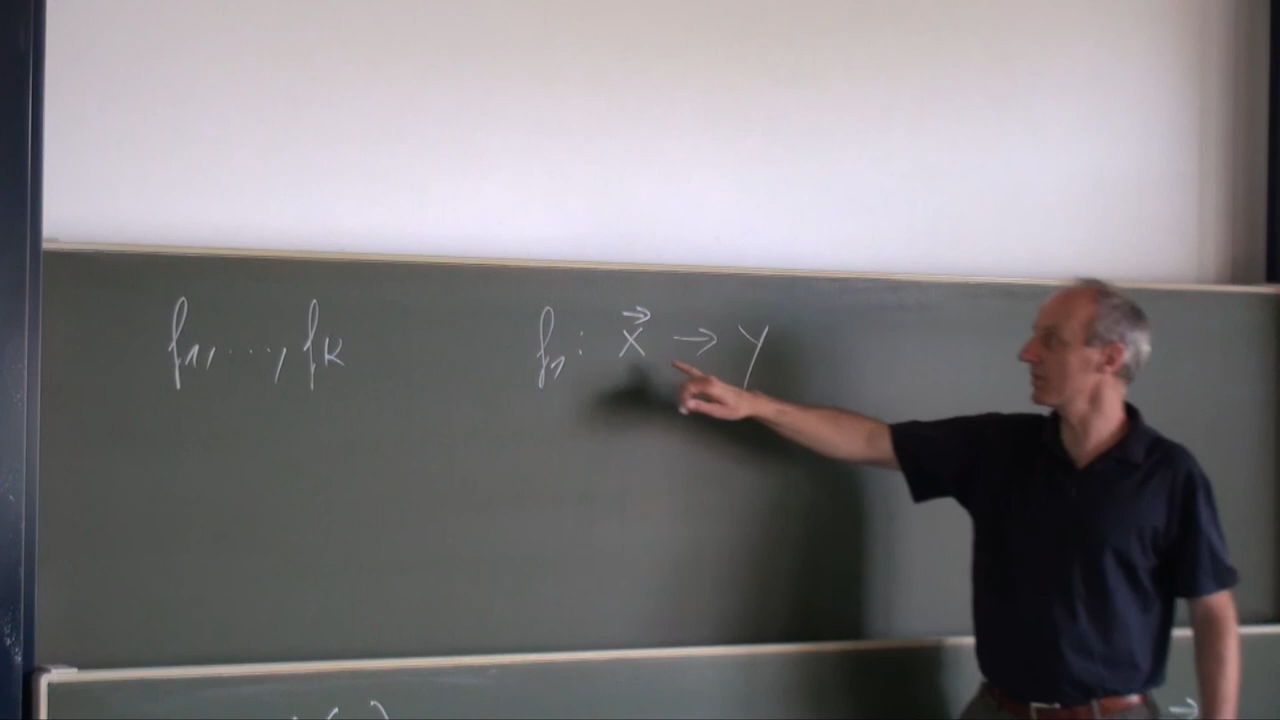 f₁, ..., f_k    f₁ : x⃗ → y